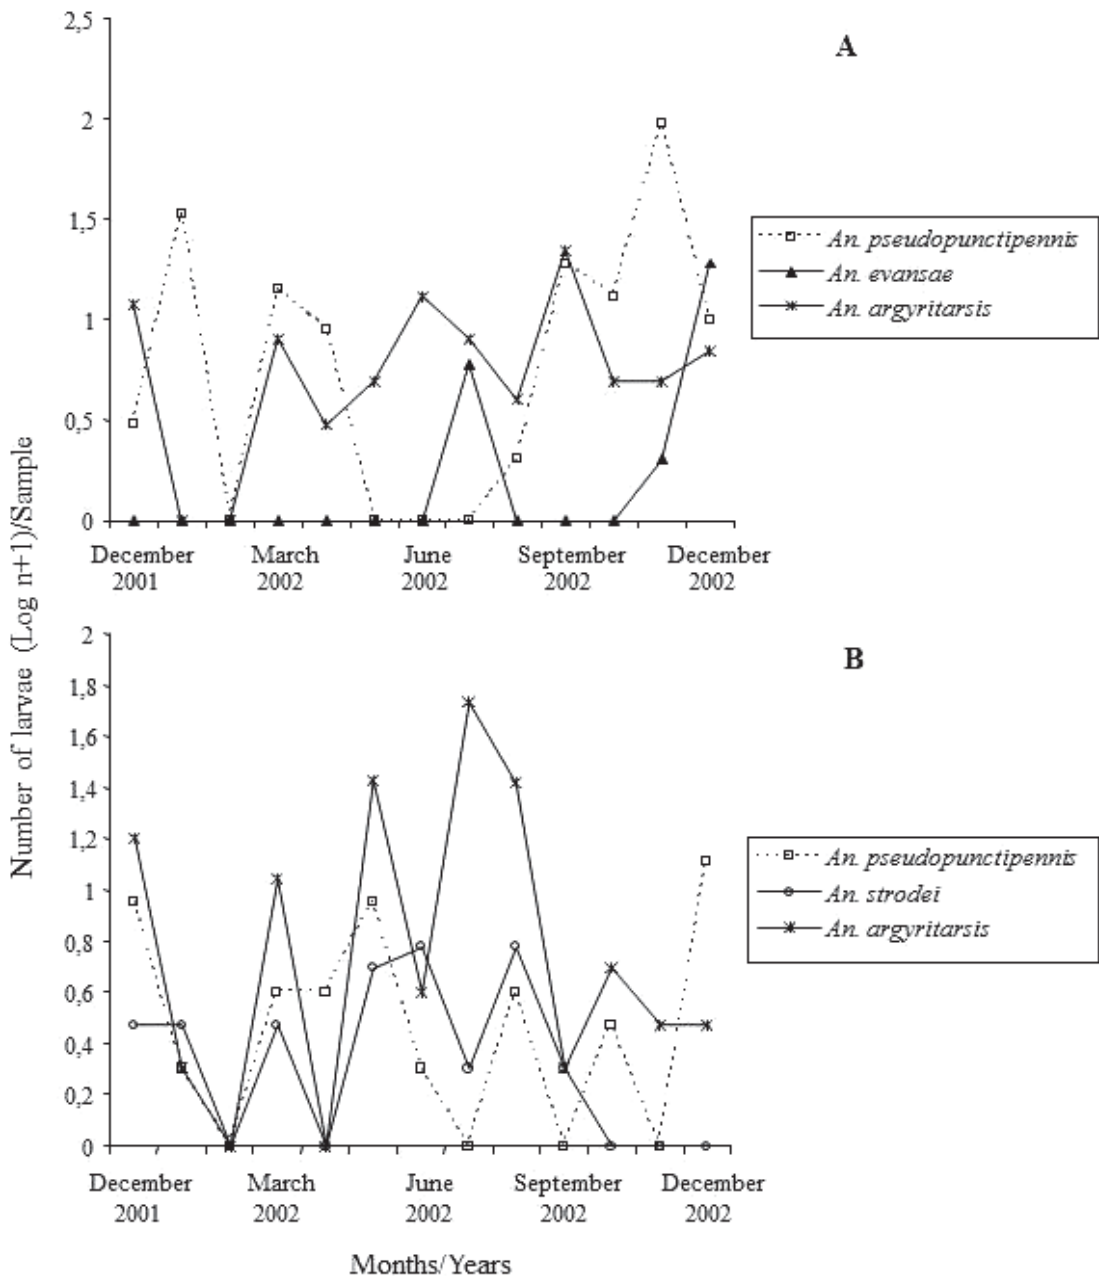 Number of larvae (Log n+1)/Sample
2,5
2
1,5
1
0,5
0
A
An. pseudopunctipennis
An. evansae
An. argyritarsis
December March June September December
2001 2002 2002 2002 2002
2
1,8
1,6
1,4
1,2
1
0,8
0,6
0,4
0,2
0
B
An. pseudopunctipennis
An. strodei
An. argyritarsis
December March June September December
2001 2002 2002 2002 2002
Months/Years